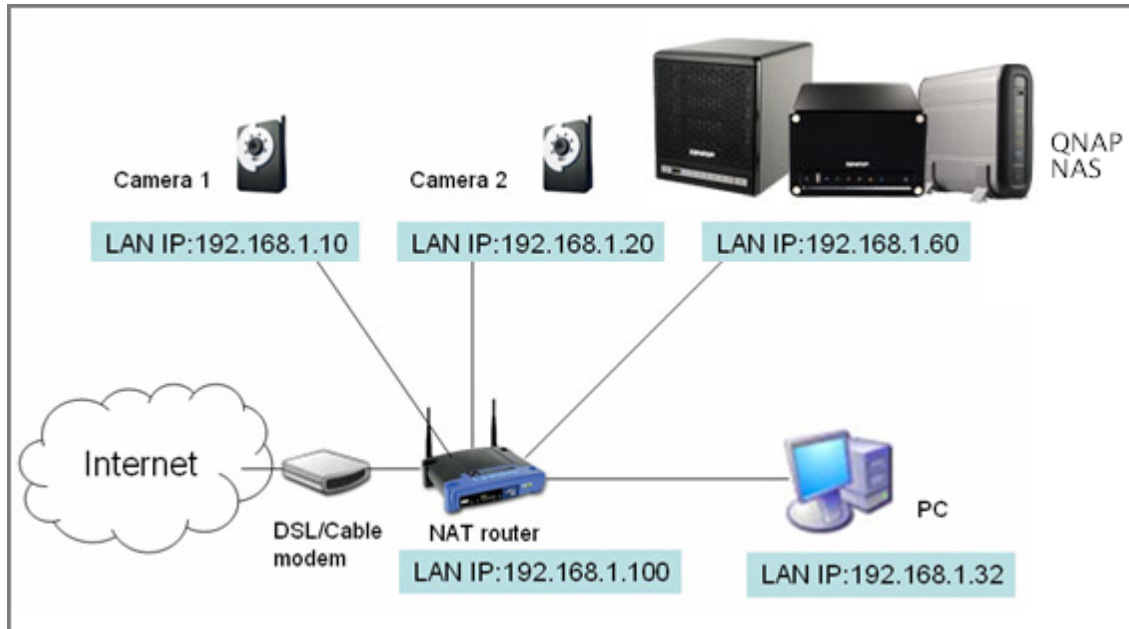 QNAP
NAS
Camera 1
Camera 2
LAN IP:192.168.1.10
LAN IP:192.168.1.20
LAN IP:192.168.1.60
Internet
DSL/Cable
modem
NAT router
PC
LAN IP:192.168.1.100
LAN IP:192.168.1.32